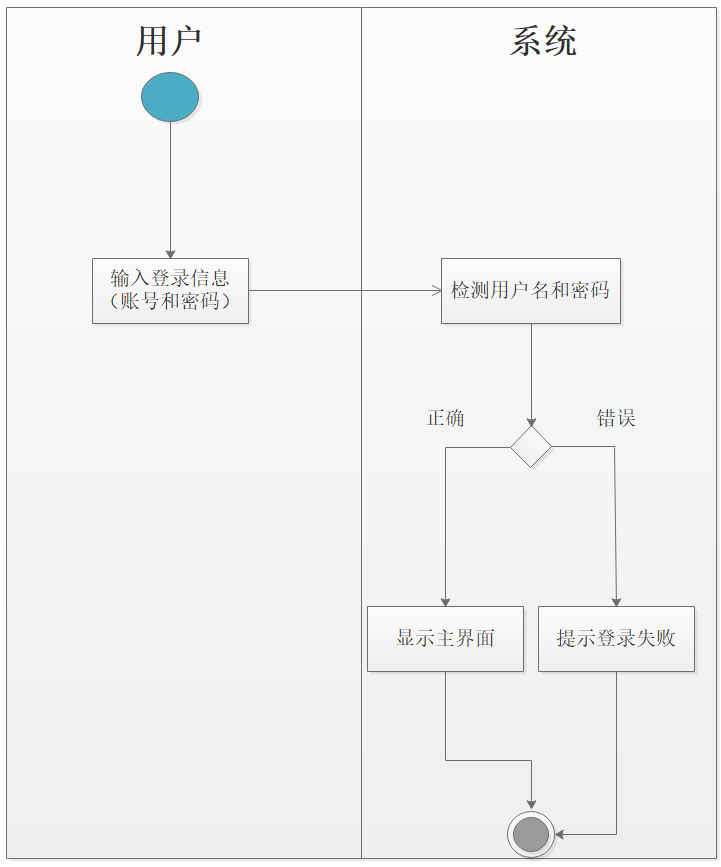 用户
系统
输入登录信息
（账号和密码）
检测用户名和密码
正确
错误
显示主界面
提示登录失败